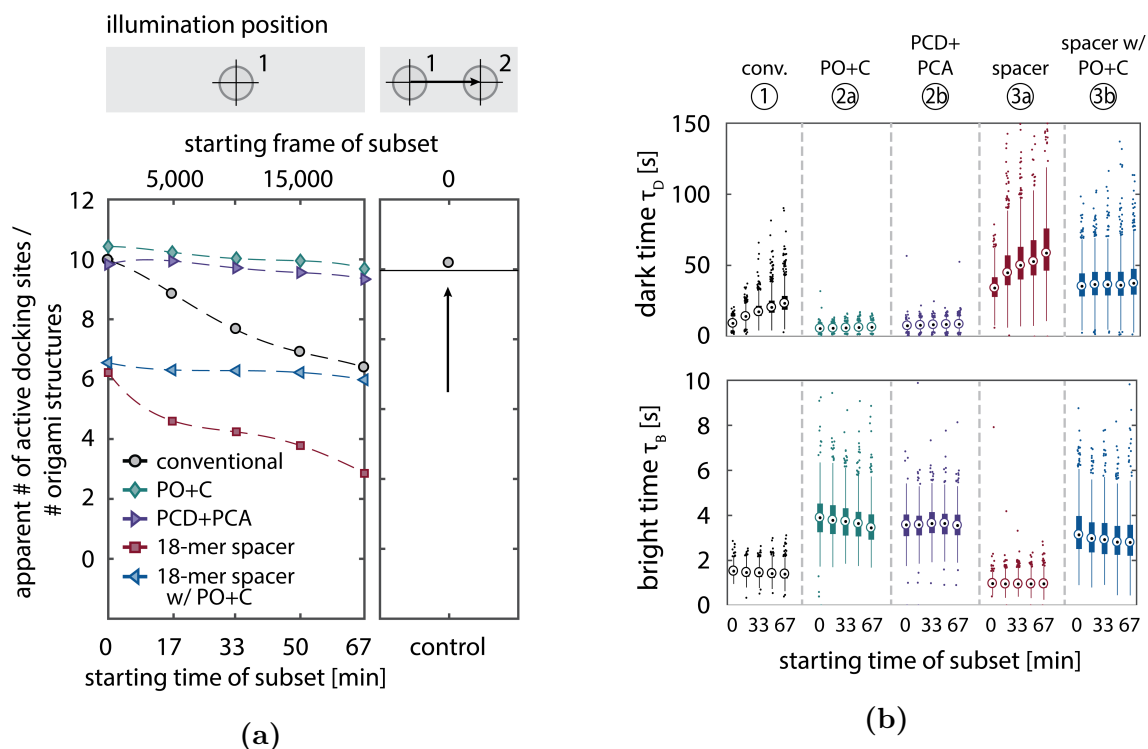 illumination position
1
1
2
starting frame of subset
5,000
15,000
0
12
10
8
6
4
2
0
apparent # of active docking sites /
# origami structures
conventional
PO+C
PCD+PCA
18-mer spacer
18-mer spacer
w/ PO+C
0
17
33
50
67
control
starting time of subset [min]
(a)
conv.
1
PO+C
2a
PCD+
PCA
2b
spacer
3a
spacer w/
PO+C
3b
150
100
50
0
dark time τD [s]
10
8
6
4
2
0
bright time τB [s]
0 33 67
0 33 67
0 33 67
0 33 67
0 33 67
starting time of subset [min]
(b)